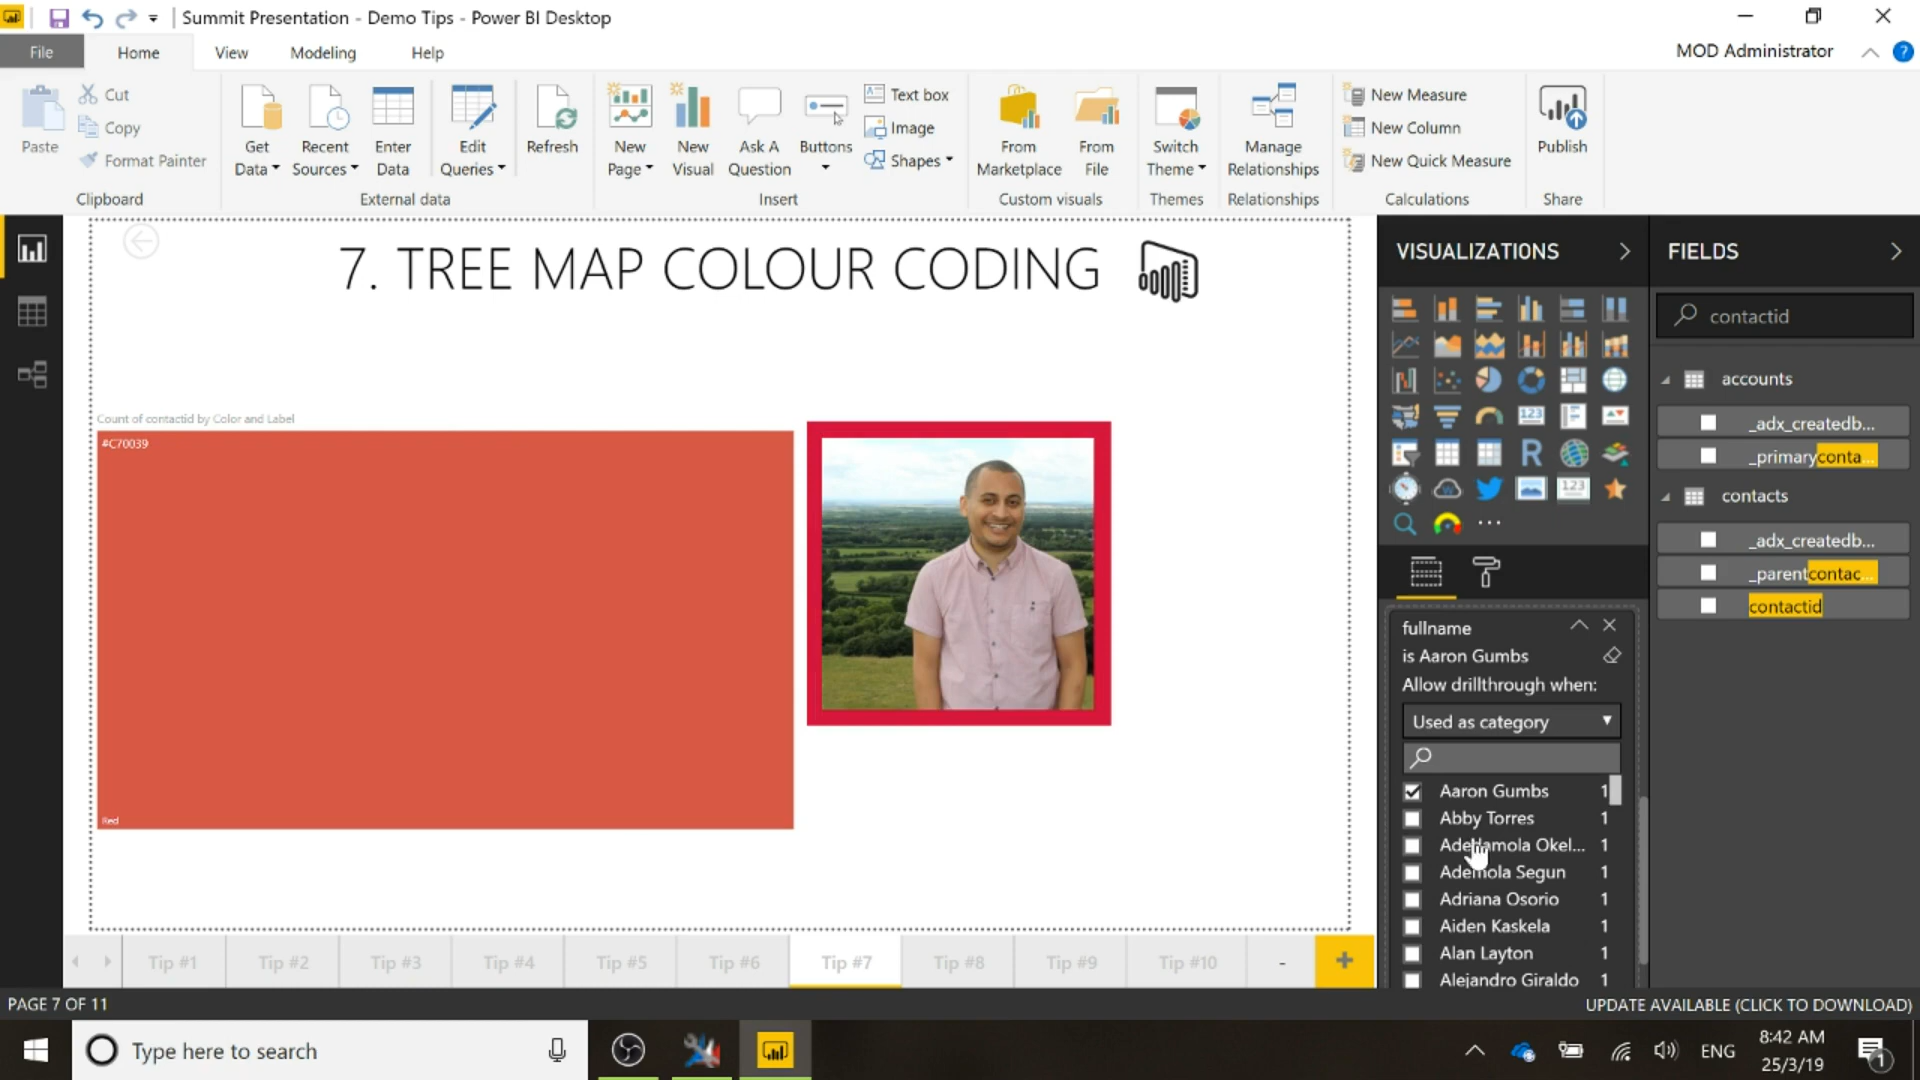 Summit Presentation - Demo Tips - Power BI Desktop
File
Home
View
Modeling
Help
MOD Administrator
?
Paste
Cut
Copy
Format Painter
Clipboard
Get Data
Recent Sources
Enter Data
Edit Queries
Refresh
External data
New Page
New Visual
Ask A Question
Buttons
Text box
Image
Shapes
Insert
From Marketplace
From File
Custom visuals
Switch Theme
Themes
Manage Relationships
Relationships
New Measure
New Column
New Quick Measure
Calculations
Publish
Share
7. TREE MAP COLOUR CODING
Count of contactid by Color and Label
#C70039
Red
VISUALIZATIONS
123
R
123
fullname
is Aaron Gumbs
Allow drillthrough when:
Used as category
Aaron Gumbs 1
Abby Torres 1
Okel... 1
Ademola Segun 1
Adriana Osorio 1
Aiden Kaskela 1
Alan Layton 1
Alejandro Giraldo 1
FIELDS
contactid
accounts
_adx_createdb...
_primaryconta...
contacts
_adx_createdb...
_parentcontac...
contactid
Tip #1
Tip #2
Tip #3
Tip #4
Tip #5
Tip #6
Tip #7
Tip #8
Tip #9
Tip #10
-
+
PAGE 7 OF 11
UPDATE AVAILABLE (CLICK TO DOWNLOAD)
Type here to search
ENG
8:42 AM
25/3/19
1